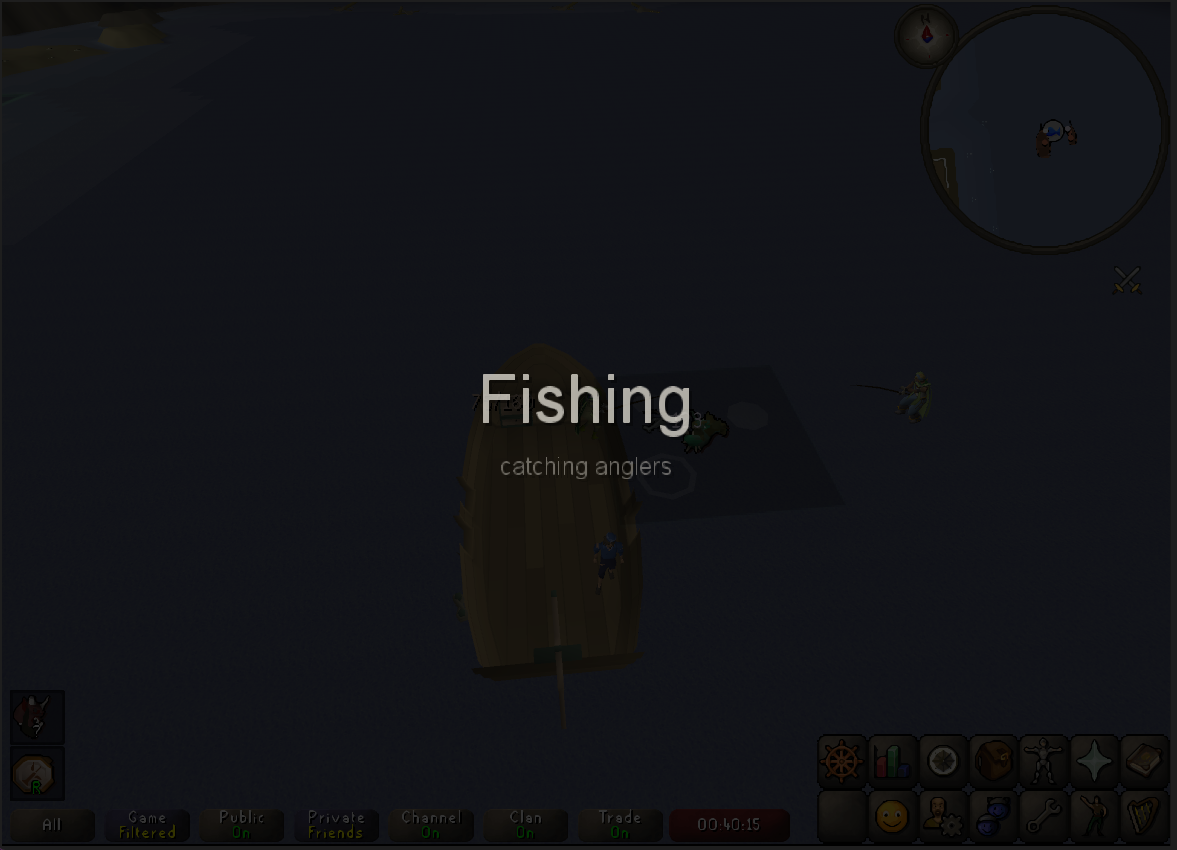 Fishing
catching anglers
All
Game
Filtered
Public
On
Private
Friends
Channel
On
Clan
On
Trade
On
00:40:15
R